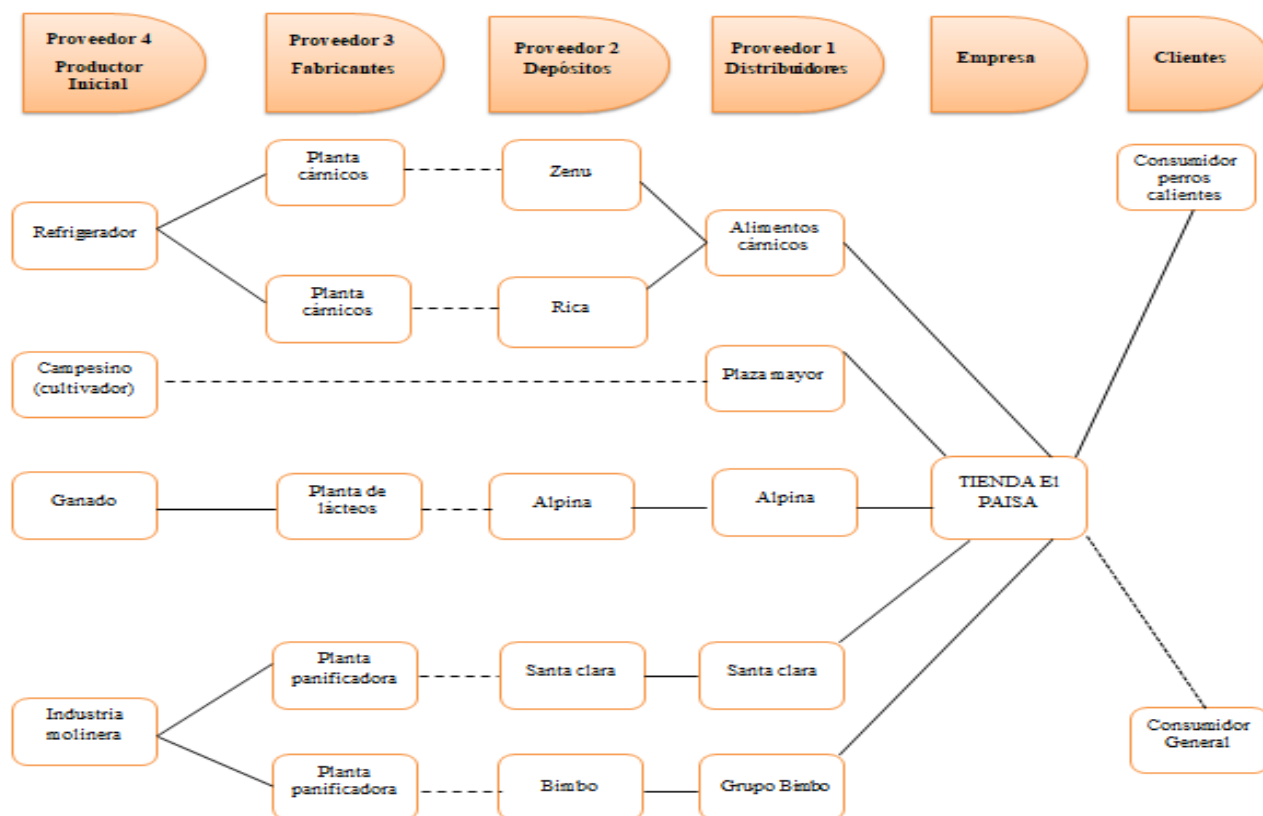 Proveedor 4
Productor
Inicial
Proveedor 3
Fabricantes
Proveedor 2
Depósitos
Proveedor 1
Distribuidores
Empresa
Clientes
Planta
cárnicos
Zenu
Consumidor
perros
calientes
Refrigerador
Alimentos
cárnicos
Planta
cárnicos
Rica
Campesino
(cultivador)
Plaza mayor
Ganado
Planta de
lácteos
Alpina
Alpina
TIENDA El
PAISA
Planta
panificadora
Santa clara
Santa clara
Industria
molinera
Consumidor
General
Planta
panificadora
Bimbo
Grupo Bimbo